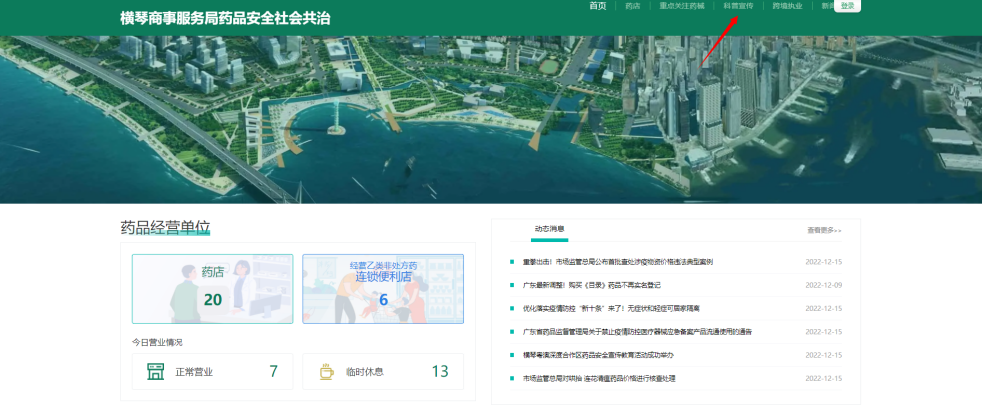 横琴商事服务局药品安全社会共治
首页 药店 重点关注药械 科普宣传 跨境执业
登录
药品经营单位
药店
20
经营乙类非处方药
连锁便利店
6
今日营业情况
正常营业 7
临时休息 13
动态消息 查看更多>>
重拳出击！市场监管总局公布首批查处涉疫物资价格违法典型案例 2022-12-15
广东最新调整！购买《目录》药品不再实名登记 2022-12-09
优化落实疫情防控“新十条”来了！无症状和轻症可居家隔离 2022-12-15
广东省药品监督管理局关于禁止疫情防控医疗器械应急备案产品流通使用的通告 2022-12-15
横琴粤澳深度合作区药品安全宣传教育活动成功举办 2022-12-15
市场监管总局对哄抬 连花清瘟药品价格进行核查处理 2022-12-15